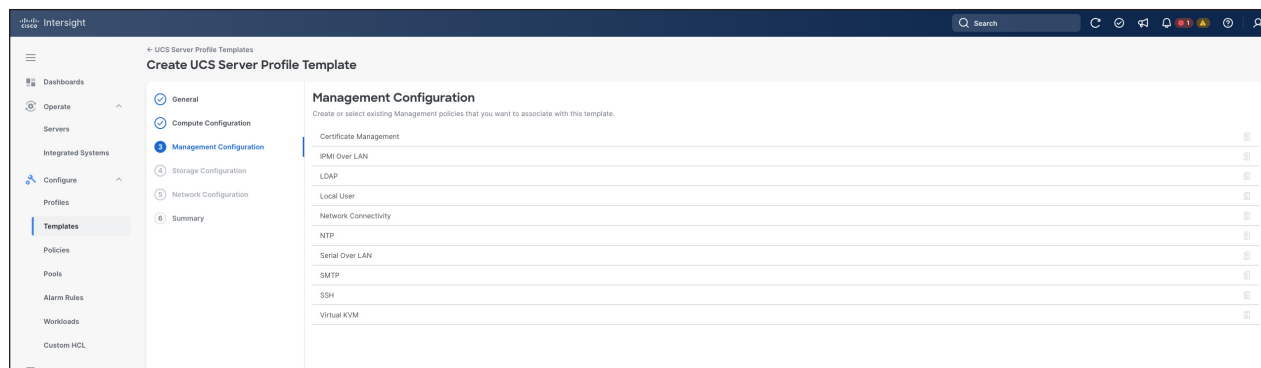 cisco Intersight
Search
1
← UCS Server Profile Templates
Create UCS Server Profile Template
Dashboards
Operate
Servers
Integrated Systems
Configure
Profiles
Templates
Policies
Pools
Alarm Rules
Workloads
Custom HCL
General
Compute Configuration
3 Management Configuration
4 Storage Configuration
5 Network Configuration
6 Summary
Management Configuration
Create or select existing Management policies that you want to associate with this template.
Certificate Management
IPMI Over LAN
LDAP
Local User
Network Connectivity
NTP
Serial Over LAN
SMTP
SSH
Virtual KVM